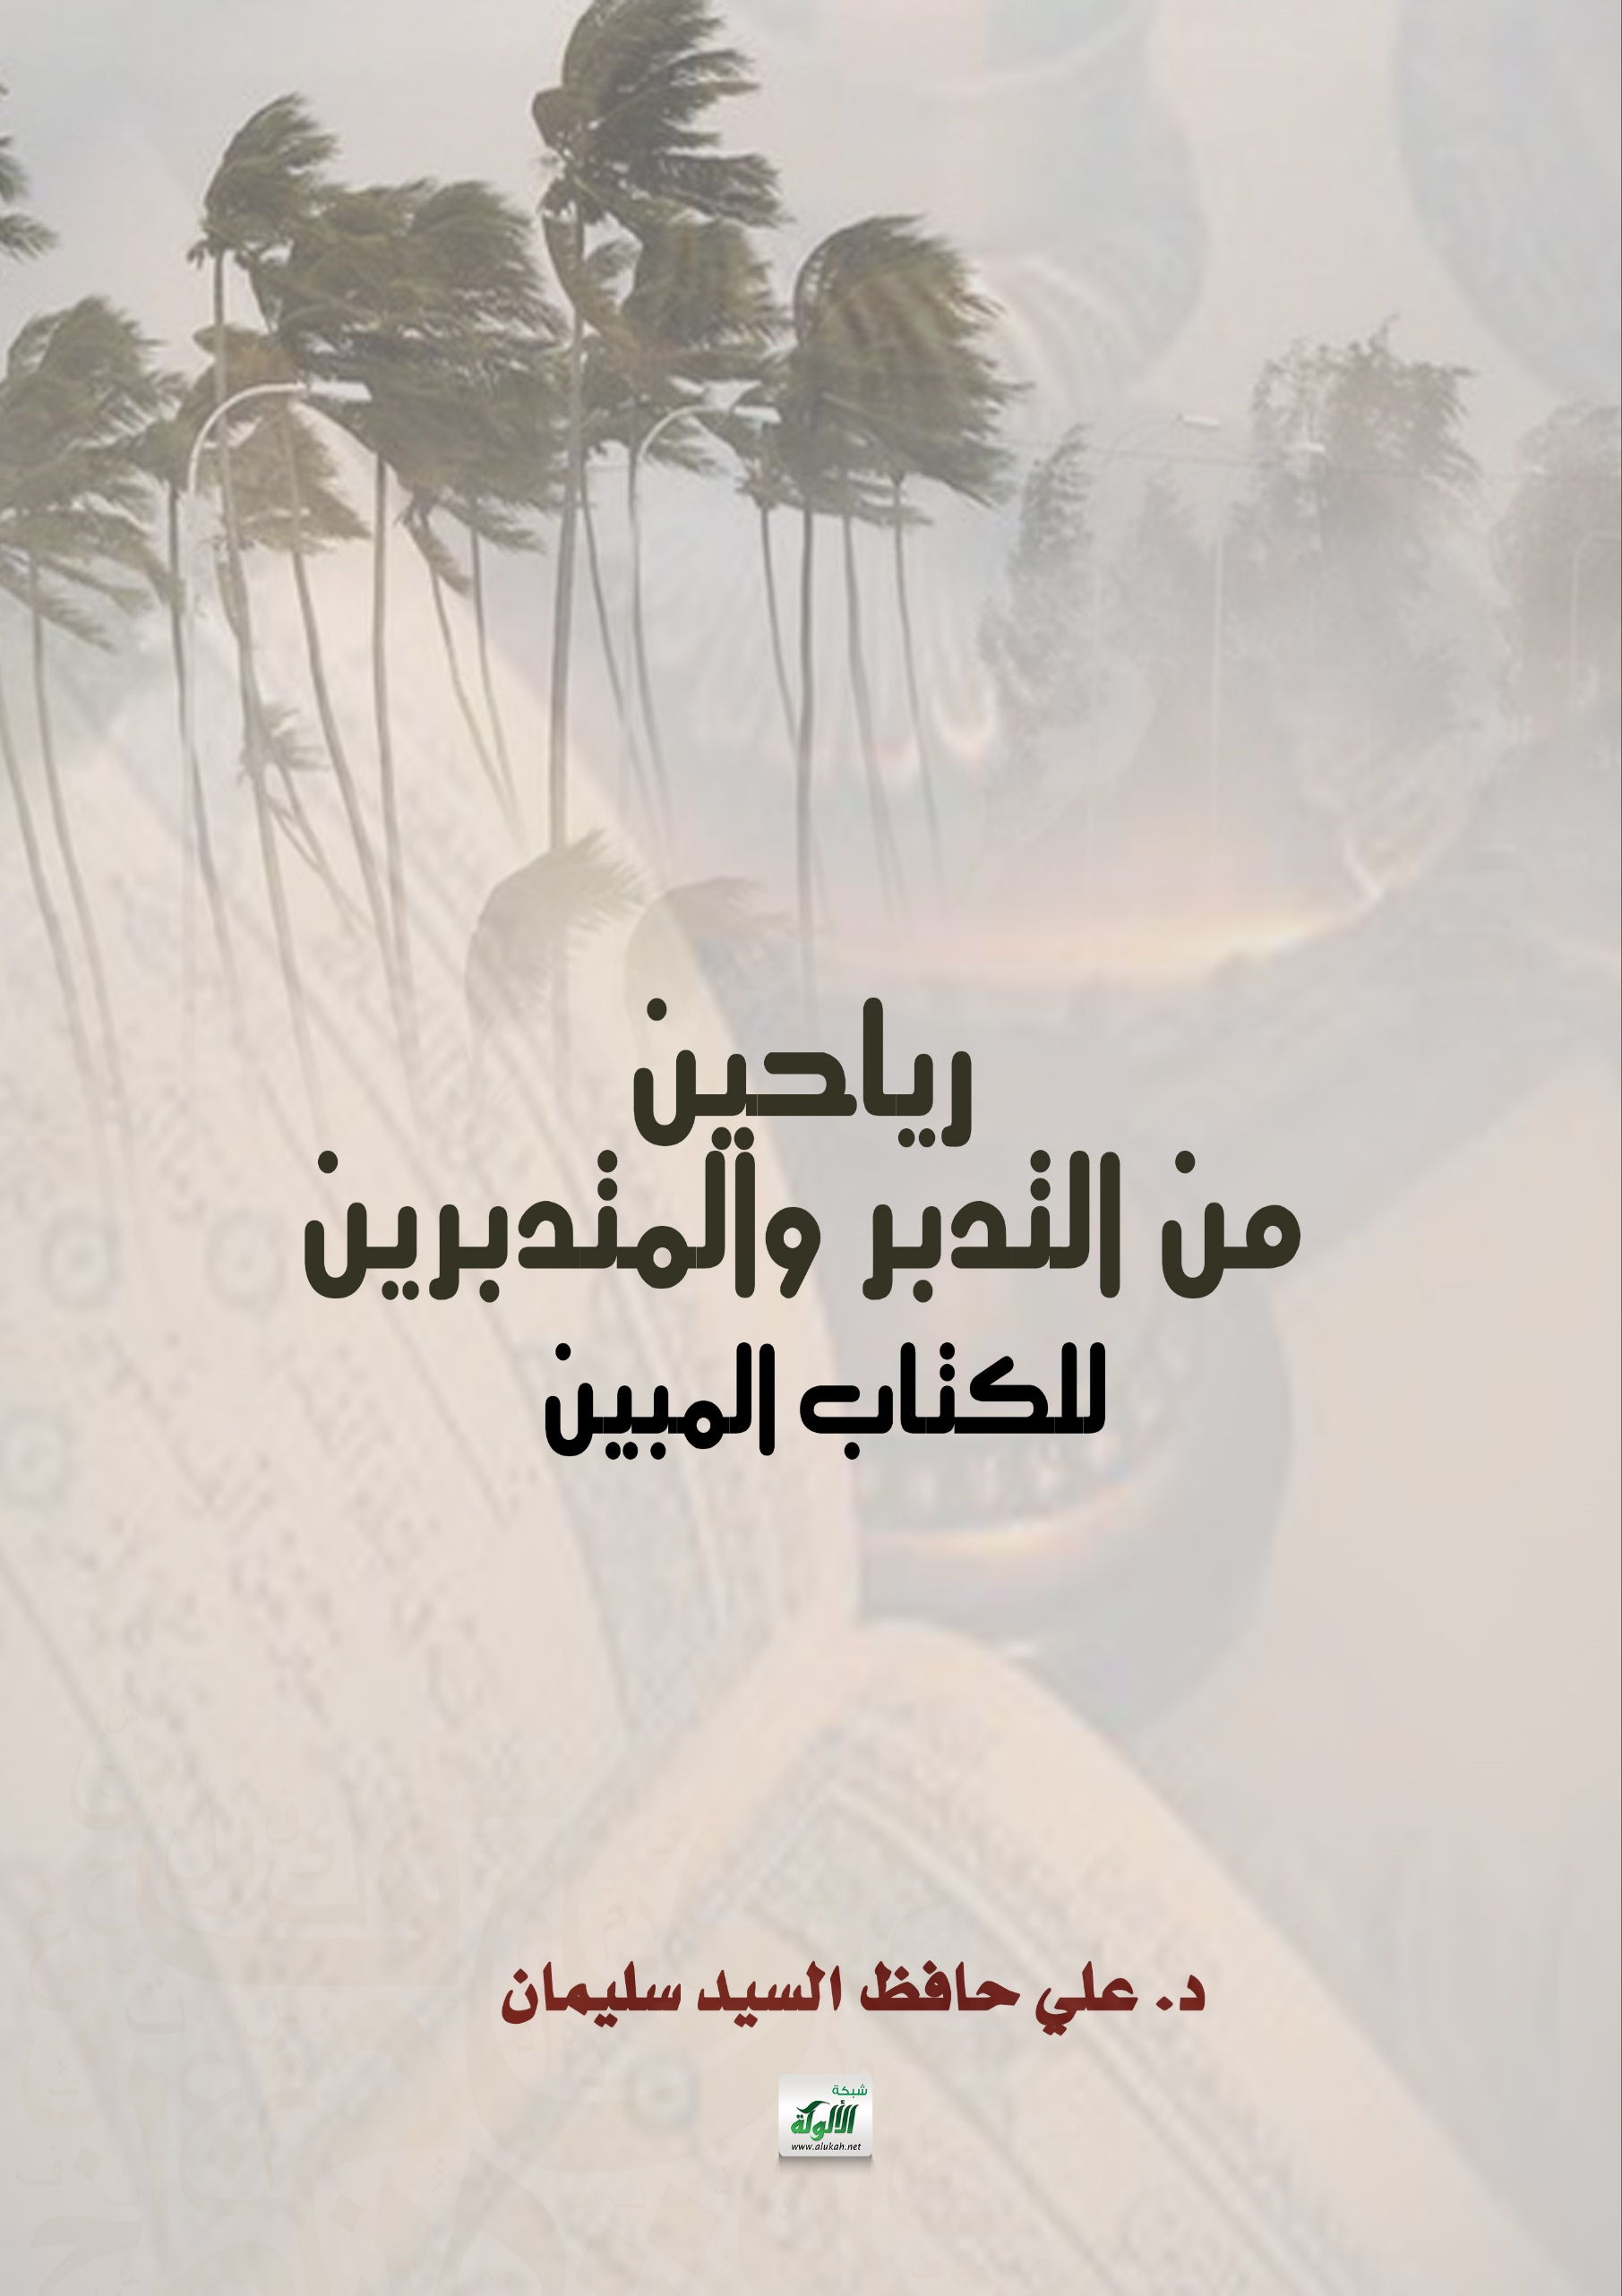 رياحين
من التدبر والمتدبرين
للكتاب المبين
د. علي حافظ السيد سليمان
شبكة
الألوكة
www.alukah.net